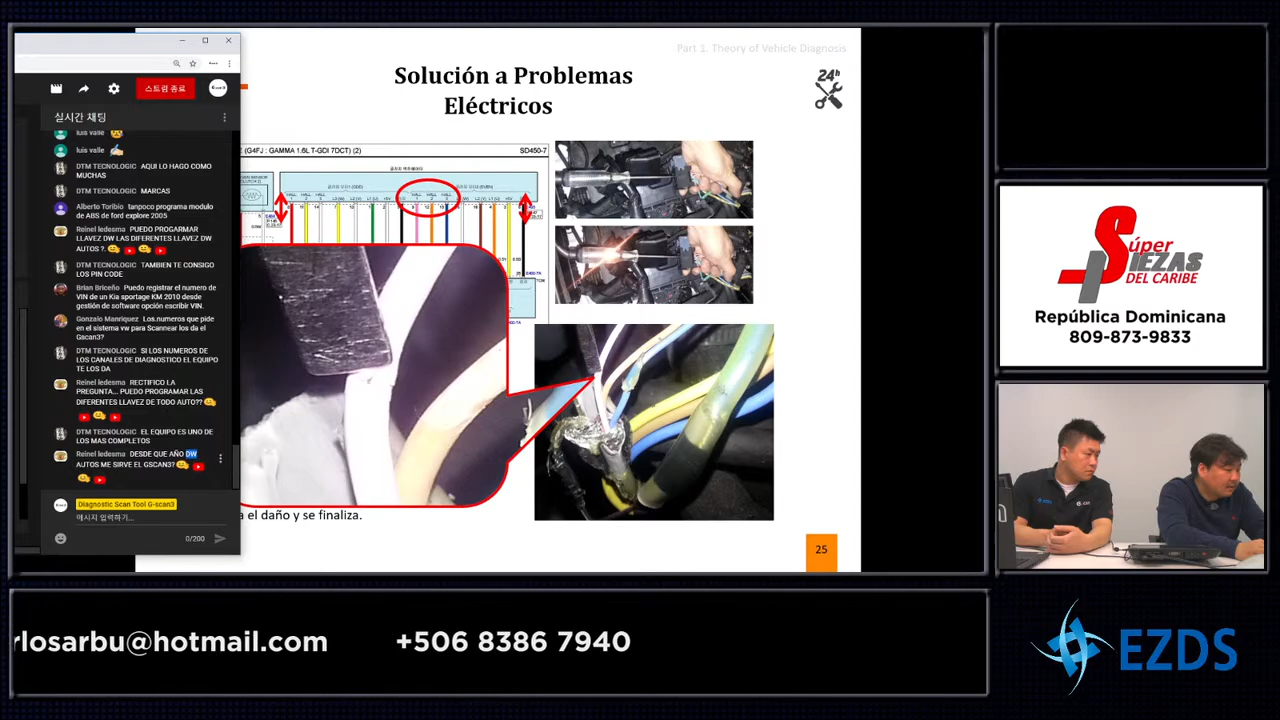 Part 1. Theory of Vehicle Diagnosis
Solución a Problemas
Eléctricos
24h
스트림 종료
실시간 채팅
luis valle
luis valle
DTM TECNOLOGIC AQUI LO HAGO COMO
MUCHAS
DTM TECNOLOGIC MARCAS
Alberto Toribio tanpoco programa modulo
de ABS de ford explore 2005
Reinel ledesma PUEDO PROGARMAR
LLAVEZ DW LAS DIFERENTES LLAVEZ DW
AUTOS ?.
DTM TECNOLOGIC TAMBIEN TE CONSIGO
LOS PIN CODE
Brian Briceño Puedo registrar el numero de
VIN de un Kia sportage KM 2010 desde
gestión de software opción escribir VIN.
Gonzalo Manriquez Los.numeros que pide
en el sistema vw para Scannear los da el
Gscan3?
DTM TECNOLOGIC SI LOS NUMEROS DE
LOS CANALES DE DIAGNOSTICO EL EQUIPO
TE LOS DA
Reinel ledesma RECTIFICO LA
PREGUNTA... PUEDO PROGRAMAR LAS
DIFERENTES LLAVEZ DE TODO AUTO??
DTM TECNOLOGIC EL EQUIPO ES UNO DE
LOS MAS COMPLETOS
Reinel ledesma DESDE QUE AÑO DW
AUTOS ME SIRVE EL GSCAN3?
Diagnostic Scan Tool G-scan3
메시지 입력하기...
0/200
(G4FJ : GAMMA 1.6L T-GDI 7DCT) (2)
SD450-7
a el daño y se finaliza.
25
Súper
PIEZAS
DEL CARIBE
República Dominicana
809-873-9833
rlosarbu@hotmail.com
+506 8386 7940
EZDS